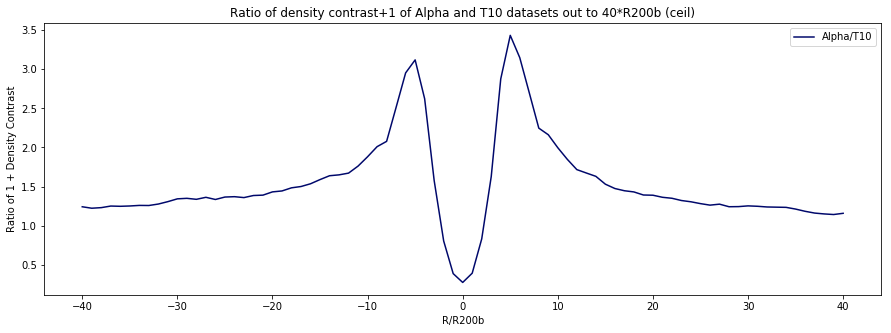 Ratio of density contrast+1 of Alpha and T10 datasets out to 40*R200b (ceil)
Alpha/T10
Ratio of 1 + Density Contrast
3.5
3.0
2.5
2.0
1.5
1.0
0.5
−40 −30 −20 −10 0 10 20 30 40
R/R200b